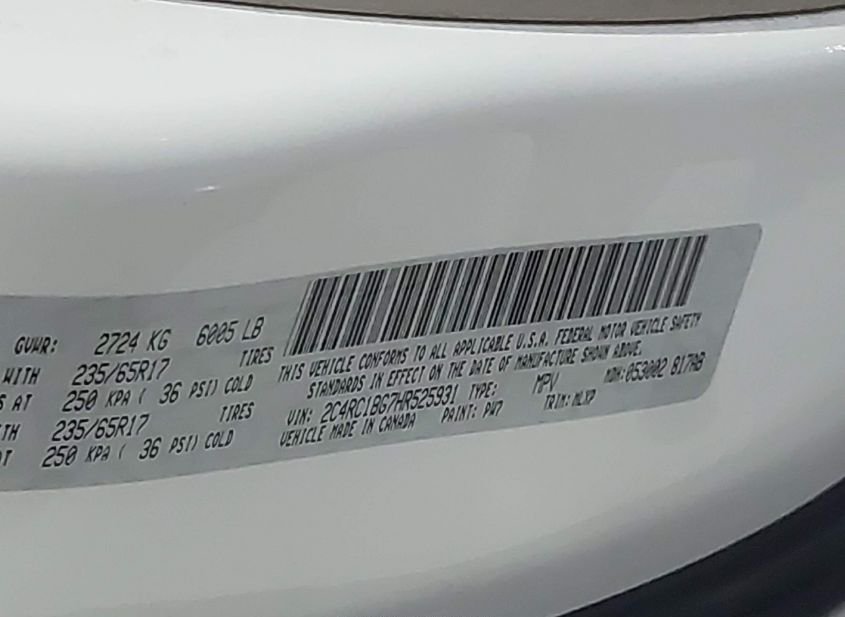 GVWR: 2724 KG 6005 LB
WITH 235/65R17 TIRES
S AT 250 KPA ( 36 PSI) COLD
TH 235/65R17 TIRES
T 250 KPA ( 36 PSI) COLD
THIS VEHICLE CONFORMS TO ALL APPLICABLE U.S.A. FEDERAL MOTOR VEHICLE SAFETY
STANDARDS IN EFFECT ON THE DATE OF MANUFACTURE SHOWN ABOVE.
VIN: 2C4RC1BG7HR525931 TYPE: MPV MDH:053002 817AB
VEHICLE MADE IN CANADA PAINT: PW7 TRIM: MLXP